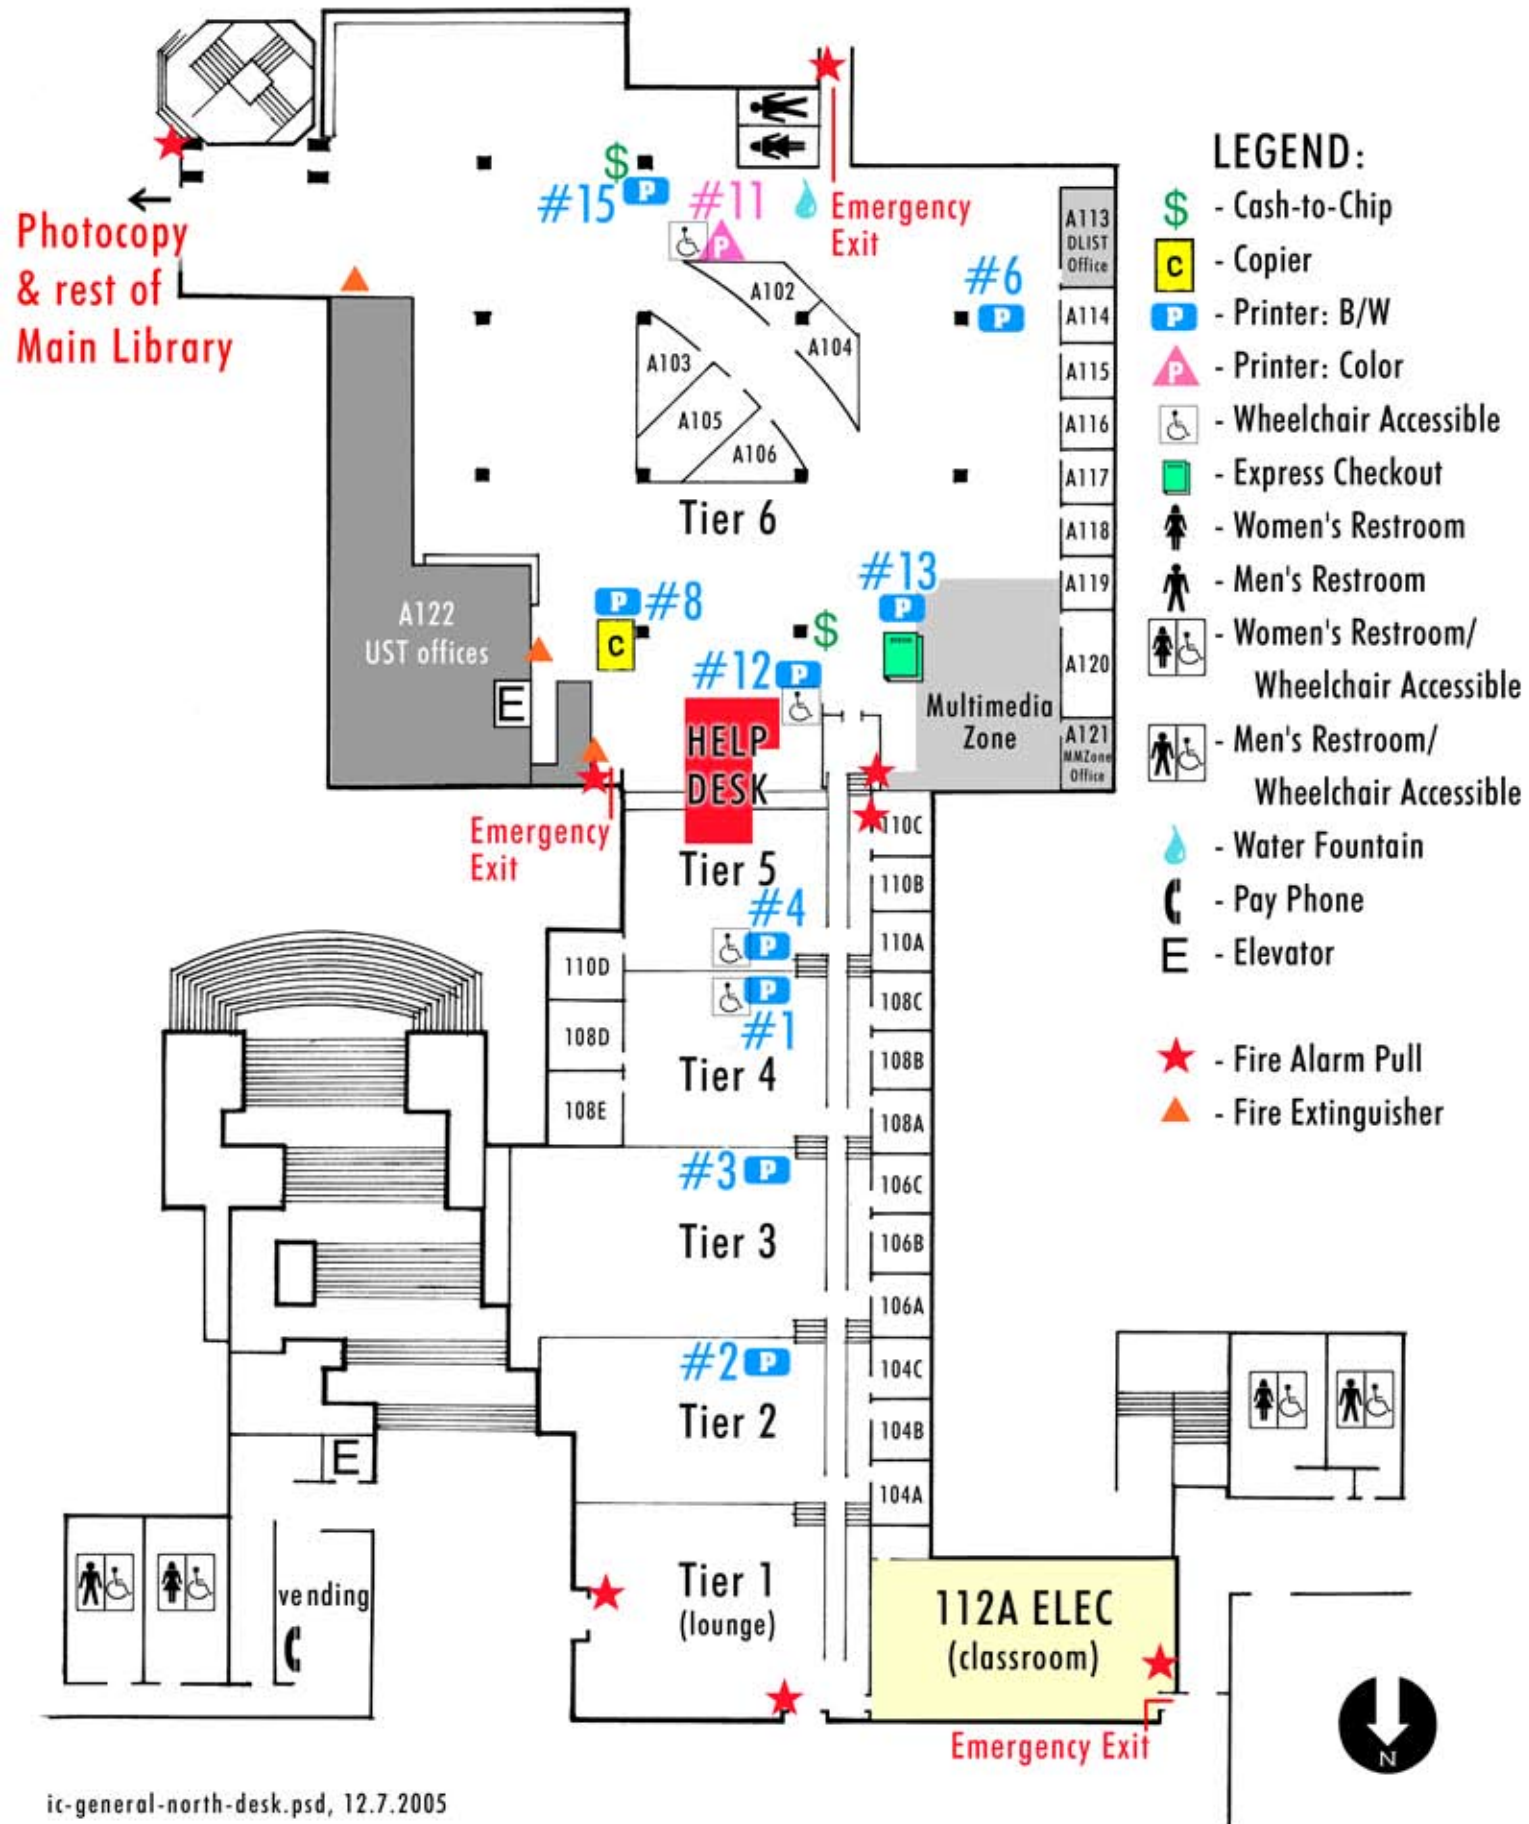 #15
P
$
#11
P
Emergency
Exit
Photocopy
& rest of
Main Library
#6
P
A102
A103
A104
A105
A106
Tier 6
A113
DLIST
Office
A114
A115
A116
A117
A118
A119
A120
A121
MMZone
Office
A122
UST offices
E
P
#8
C
$
#13
P
#12
P
Multimedia
Zone
HELP
DESK
Emergency
Exit
Tier 5
#4
P
P
#1
Tier 4
110C
110B
110A
108C
108B
108A
106C
106B
106A
104C
104B
104A
110D
108D
108E
#3
P
Tier 3
#2
P
Tier 2
E
vending
Tier 1
(lounge)
112A ELEC
(classroom)
Emergency Exit
LEGEND:
$ - Cash-to-Chip
C - Copier
P - Printer: B/W
P - Printer: Color
- Wheelchair Accessible
- Express Checkout
- Women's Restroom
- Men's Restroom
- Women's Restroom/
Wheelchair Accessible
- Men's Restroom/
Wheelchair Accessible
- Water Fountain
- Pay Phone
E - Elevator
- Fire Alarm Pull
- Fire Extinguisher
N
ic-general-north-desk.psd, 12.7.2005